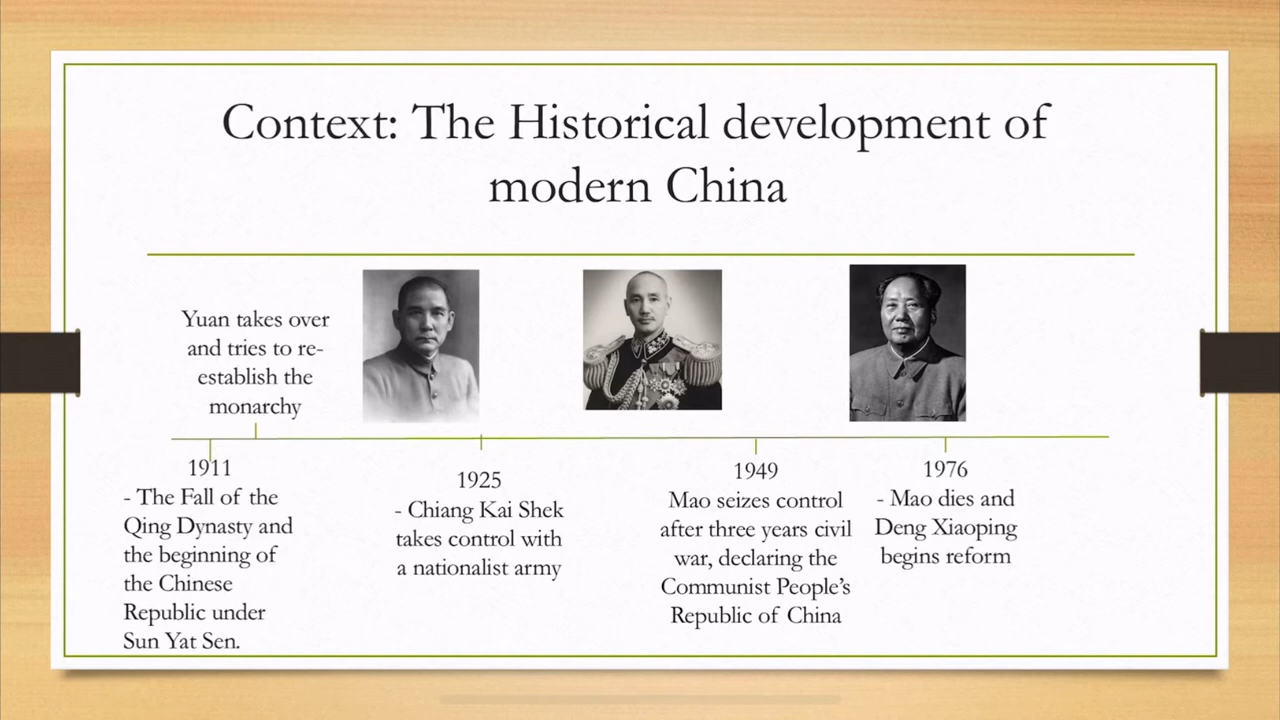 Context: The Historical development of
modern China
Yuan takes over
and tries to re-
establish the
monarchy
1911
- The Fall of the
Qing Dynasty and
the beginning of
the Chinese
Republic under
Sun Yat Sen.
1925
- Chiang Kai Shek
takes control with
a nationalist army
1949
Mao seizes control
after three years civil
war, declaring the
Communist People’s
Republic of China
1976
- Mao dies and
Deng Xiaoping
begins reform